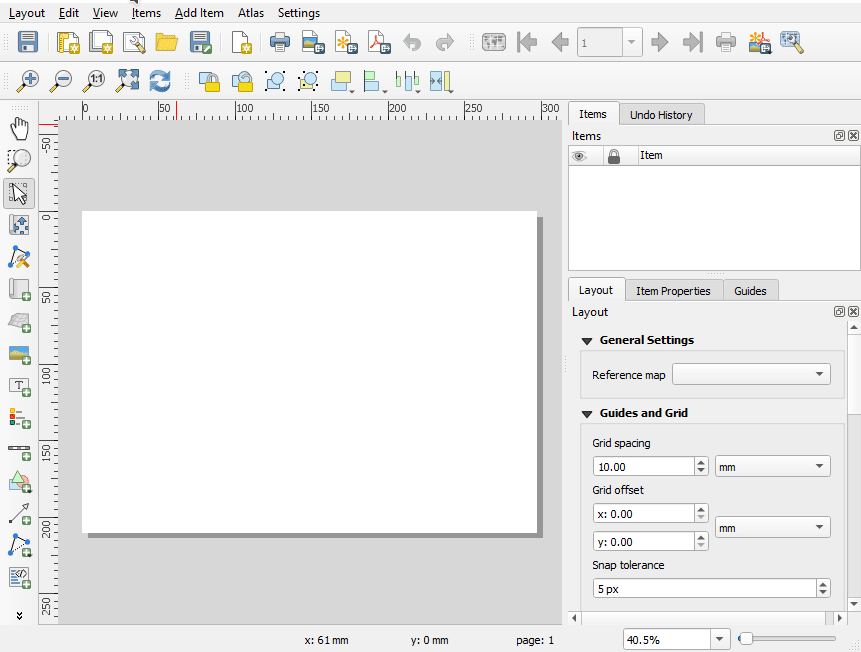 Layout Edit View Items Add Item Atlas Settings
1
1:1
0 50 100 150 200 250 300
-50
0
50
100
150
200
250
T
Items Undo History
Items
Item
Layout Item Properties Guides
Layout
General Settings
Reference map
Guides and Grid
Grid spacing
10.00 mm
Grid offset
x: 0.00
mm
y: 0.00
Snap tolerance
5 px
x: 61 mm y: 0 mm page: 1 40.5%